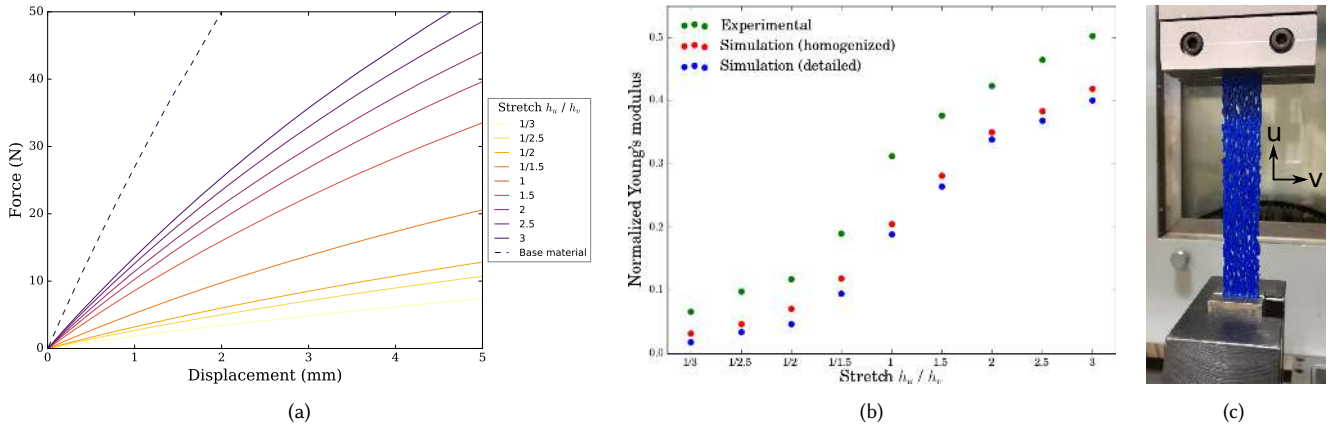 50
40
30
20
10
0
Force (N)
0 1 2 3 4 5
Displacement (mm)
Stretch h_u / h_v
1/3
1/2.5
1/2
1/1.5
1
1.5
2
2.5
3
Base material
(a)
Experimental
Simulation (homogenized)
Simulation (detailed)
Normalized Young's modulus
0.5
0.4
0.3
0.2
0.1
0.0
1/3 1/2.5 1/2 1/1.5 1 1.5 2 2.5 3
Stretch h_u / h_v
(b)
u
v
(c)